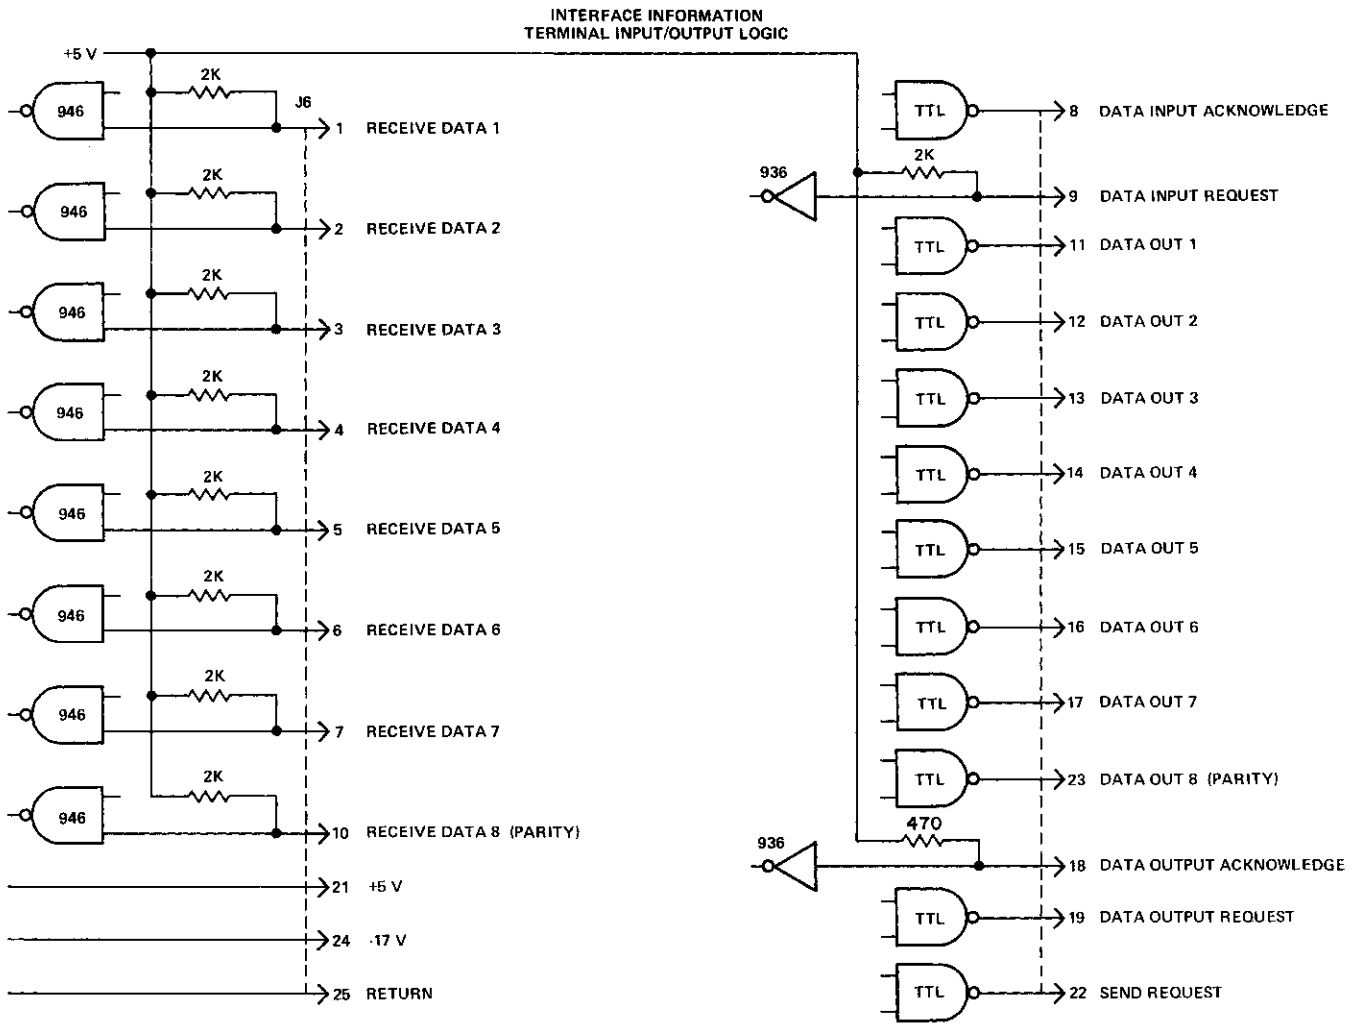 INTERFACE INFORMATION
TERMINAL INPUT/OUTPUT LOGIC
+5 V
J6
946
2K
1 RECEIVE DATA 1
946
2K
2 RECEIVE DATA 2
946
2K
3 RECEIVE DATA 3
946
2K
4 RECEIVE DATA 4
946
2K
5 RECEIVE DATA 5
946
2K
6 RECEIVE DATA 6
946
2K
7 RECEIVE DATA 7
946
2K
10 RECEIVE DATA 8 (PARITY)
21 +5 V
24 -17 V
25 RETURN
TTL
8 DATA INPUT ACKNOWLEDGE
936
2K
9 DATA INPUT REQUEST
TTL
11 DATA OUT 1
TTL
12 DATA OUT 2
TTL
13 DATA OUT 3
TTL
14 DATA OUT 4
TTL
15 DATA OUT 5
TTL
16 DATA OUT 6
TTL
17 DATA OUT 7
TTL
23 DATA OUT 8 (PARITY)
936
470
18 DATA OUTPUT ACKNOWLEDGE
TTL
19 DATA OUTPUT REQUEST
TTL
22 SEND REQUEST